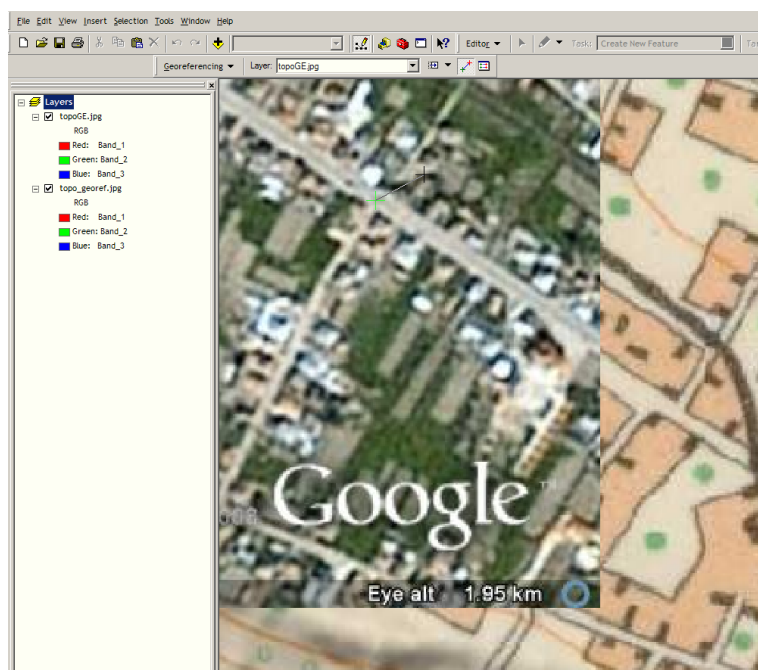 File Edit View Insert Selection Tools Window Help
Editor Task: Create New Feature
Georeferencing Layer: topoGE.jpg
Layers
topoGE.jpg
RGB
Red: Band_1
Green: Band_2
Blue: Band_3
topo_georef.jpg
RGB
Red: Band_1
Green: Band_2
Blue: Band_3
Google™
Eye alt 1.95 km